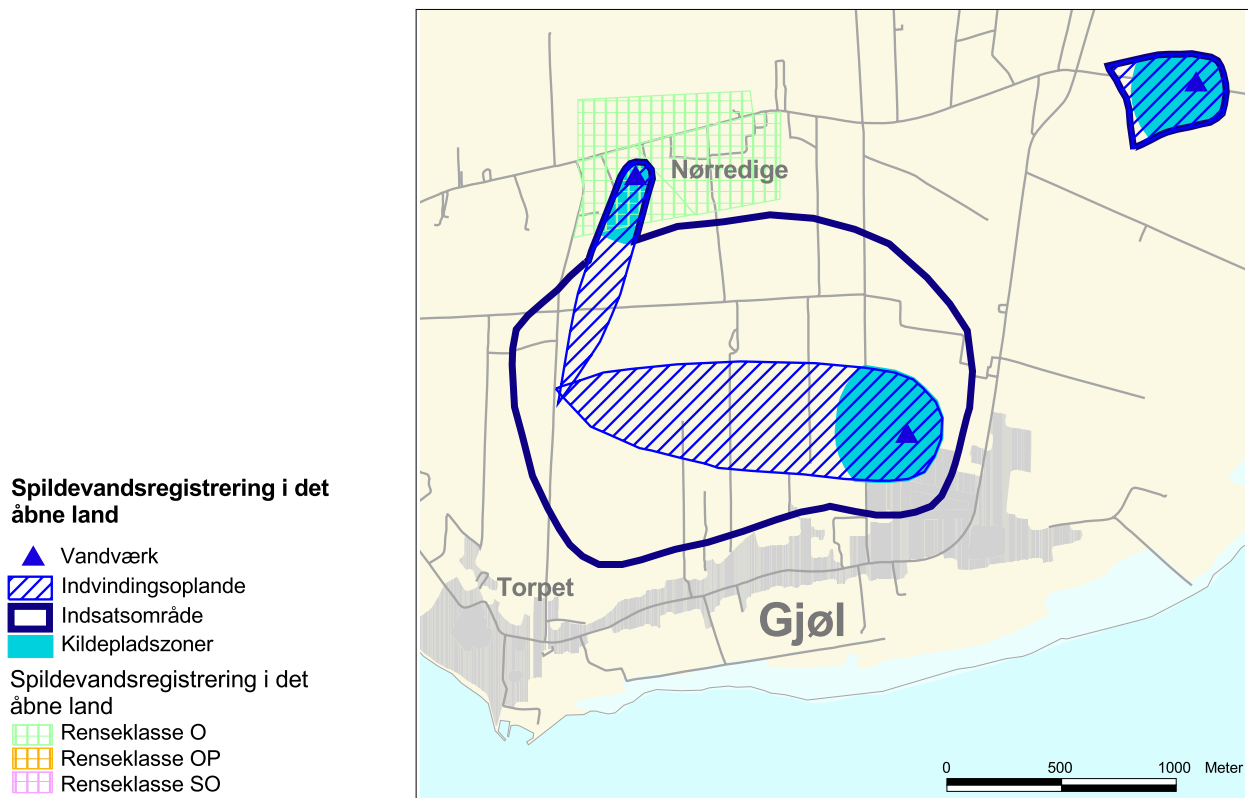 Nørredige
Spildevandsregistrering i det
åbne land
Vandværk
Indvindingsoplande
Indsatsområde
Kildepladszoner
Spildevandsregistrering i det
åbne land
Renseklasse O
Renseklasse OP
Renseklasse SO
Torpet
Gjøl
0 500 1000 Meter